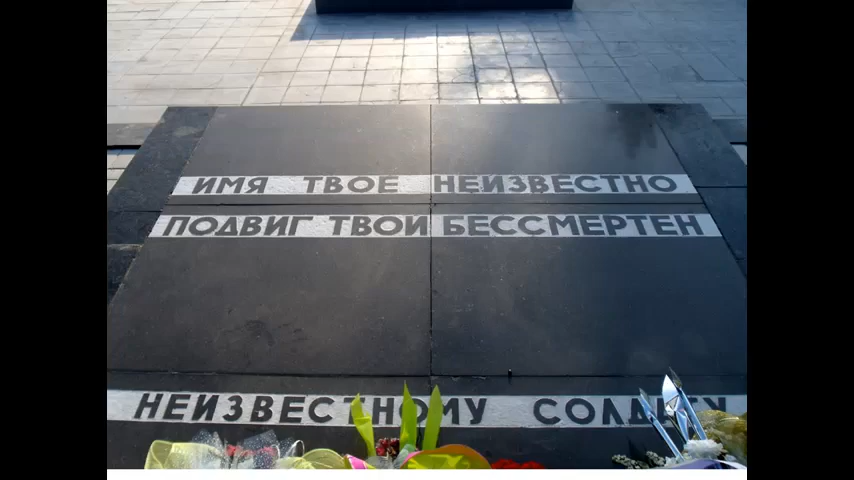 ИМЯ ТВОЕ НЕИЗВЕСТНО
ПОДВИГ ТВОЙ БЕССМЕРТЕН
НЕИЗВЕСТНОМУ СОЛДАТУ